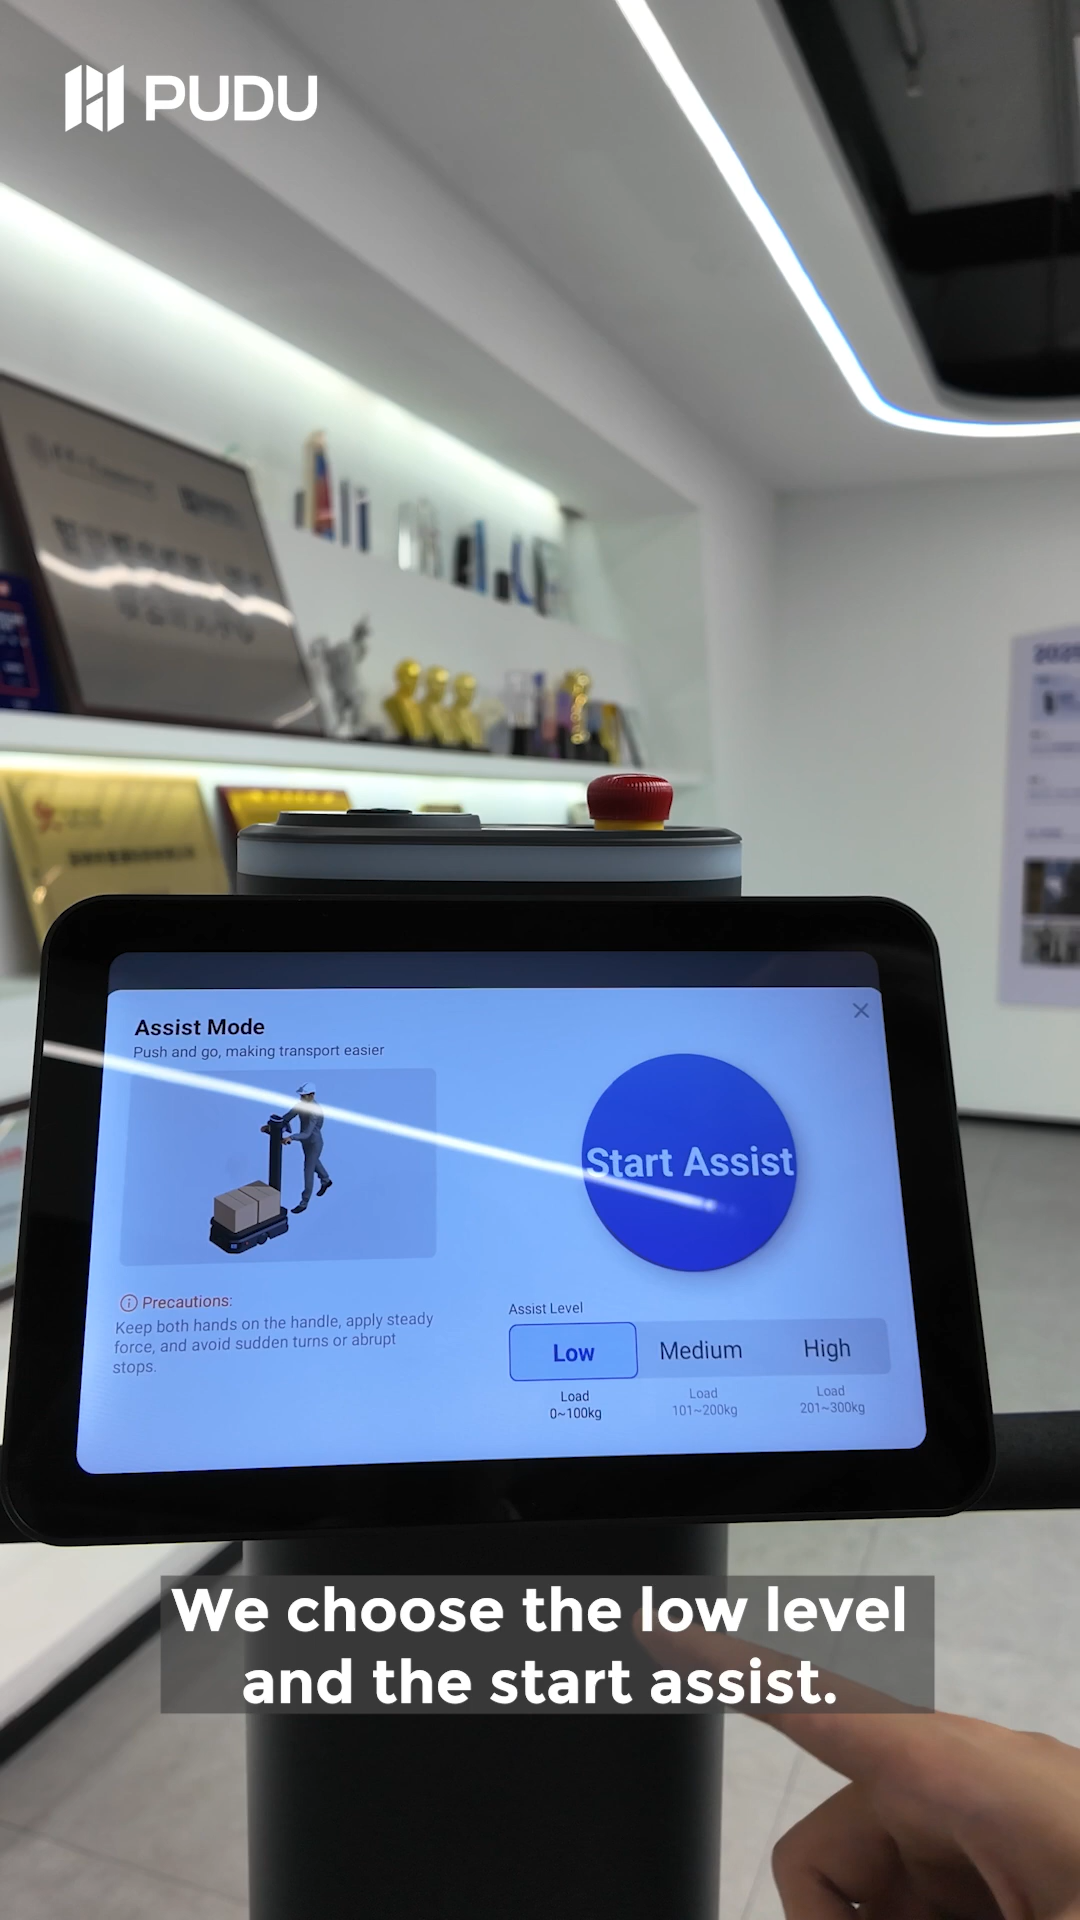 PUDU
2025
Assist Mode
Push and go, making transport easier
Start Assist
Precautions:
Keep both hands on the handle, apply steady
force, and avoid sudden turns or abrupt
stops.
Assist Level
Low
Medium
High
Load
0~100kg
Load
101~200kg
Load
201~300kg
We choose the low level
and the start assist.